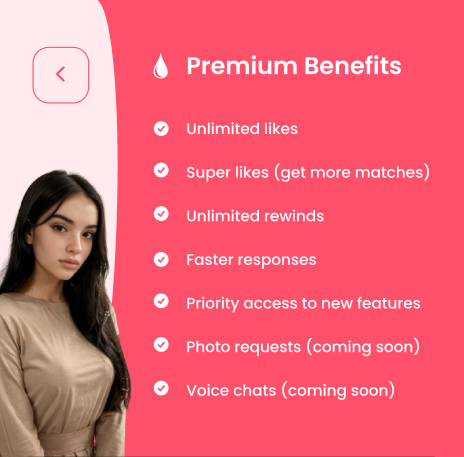 Premium Benefits
Unlimited likes
Super likes (get more matches)
Unlimited rewinds
Faster responses
Priority access to new features
Photo requests (coming soon)
Voice chats (coming soon)